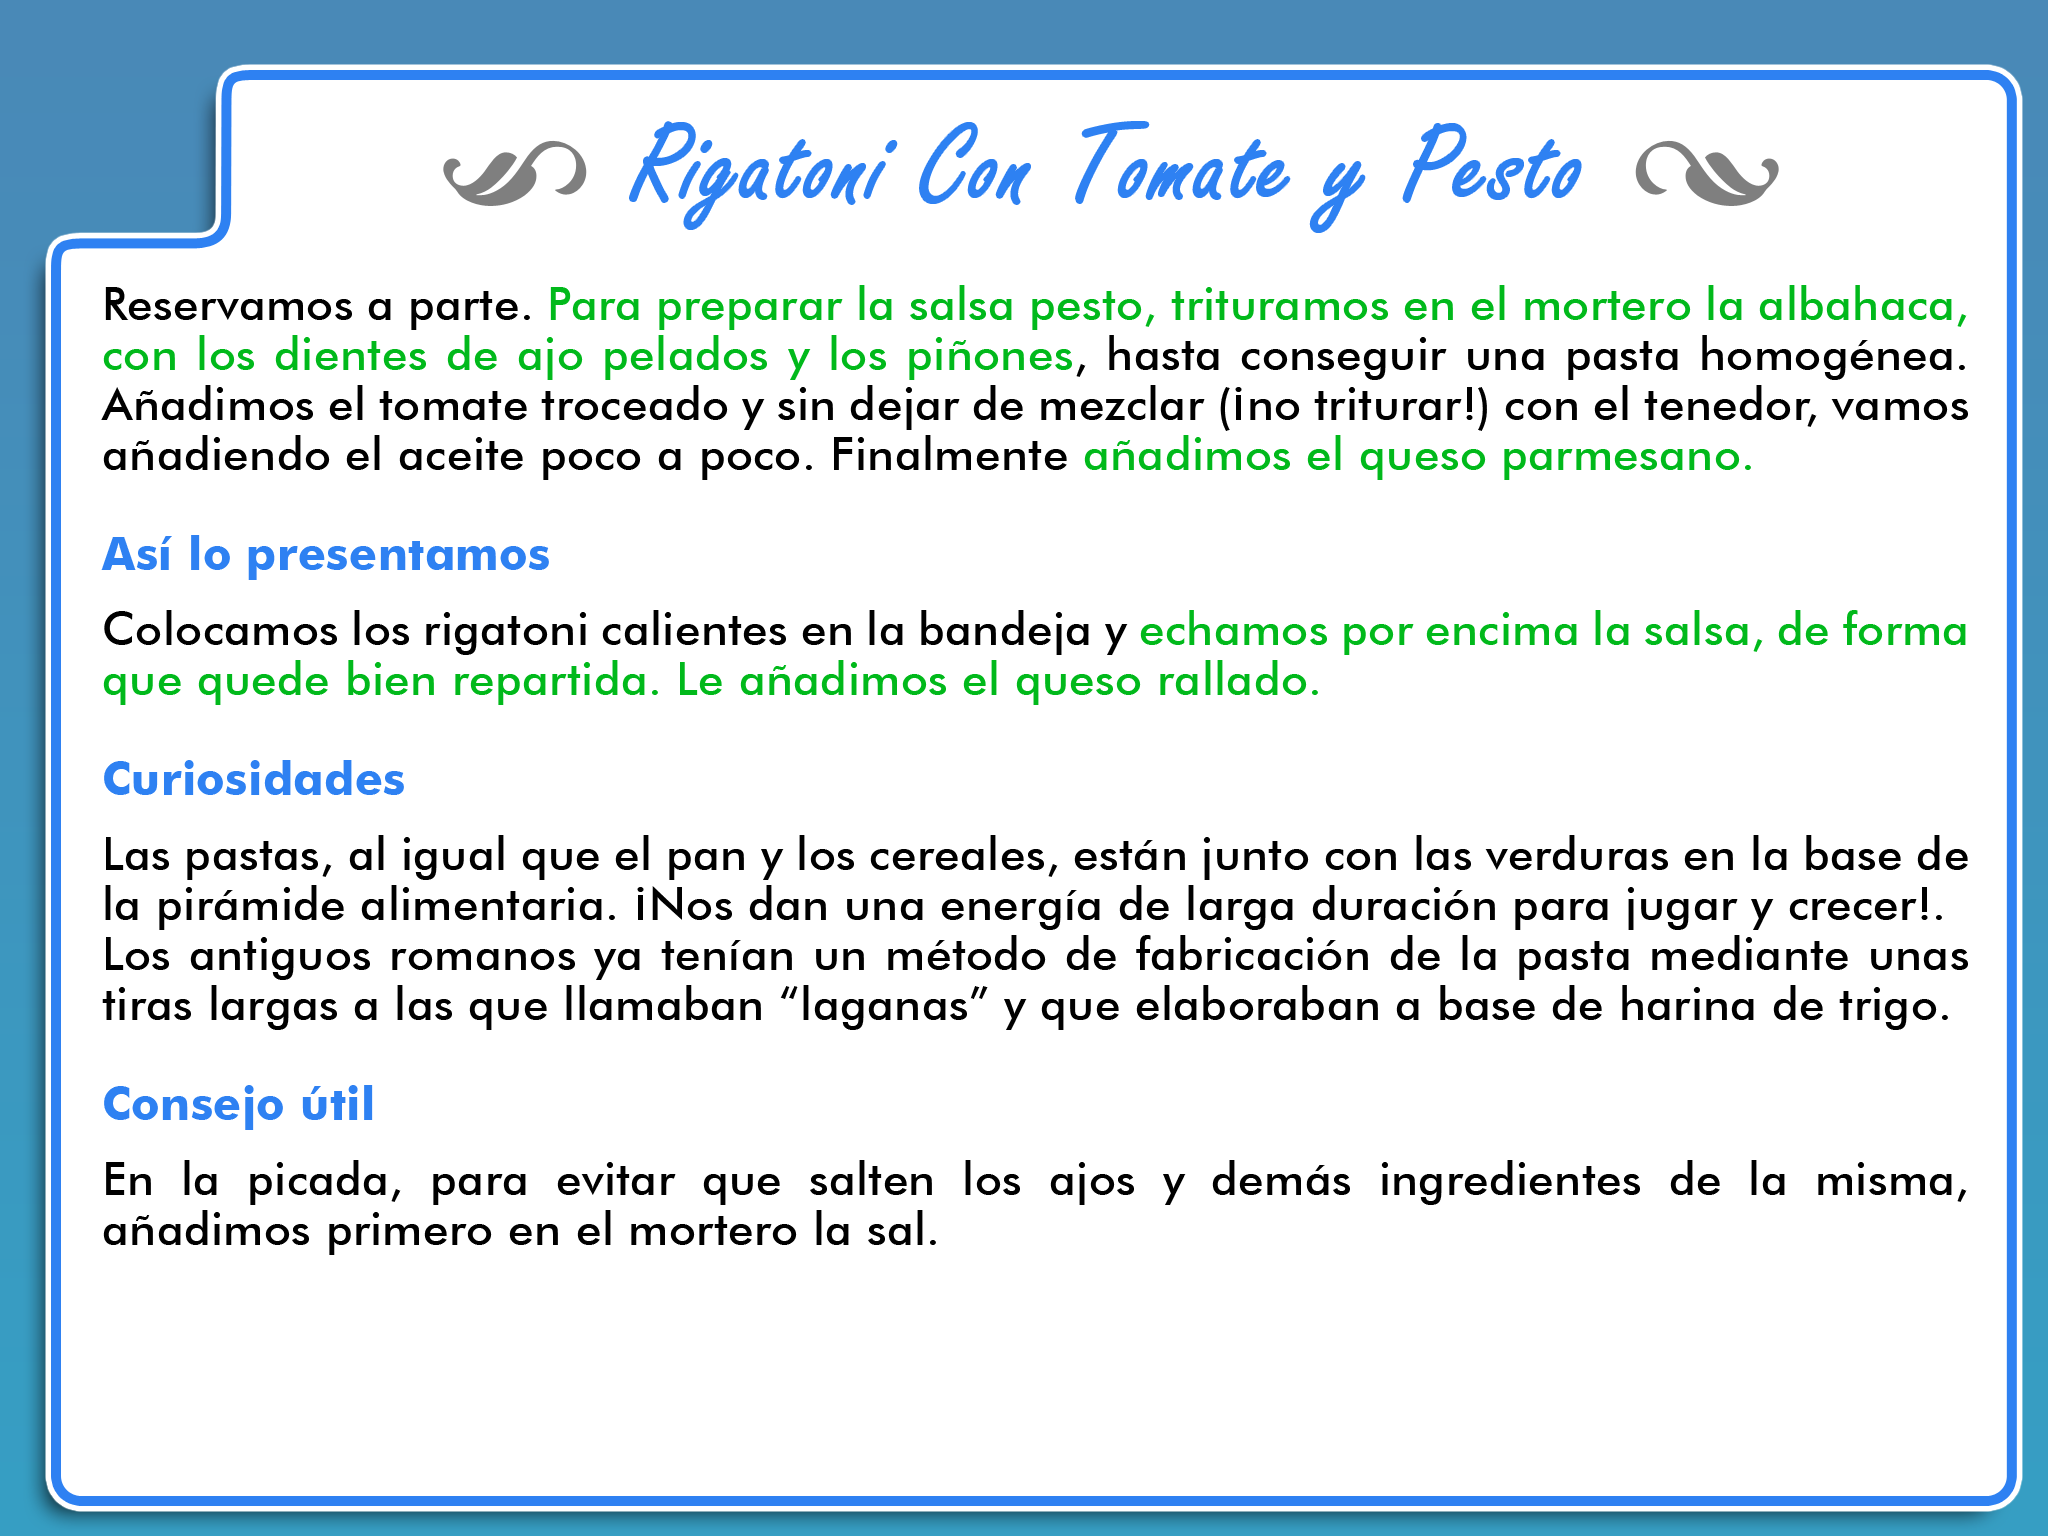 Rigatoni Con Tomate y Pesto
Reservamos a parte. Para preparar la salsa pesto, trituramos en el mortero la albahaca,
con los dientes de ajo pelados y los piñones, hasta conseguir una pasta homogénea.
Añadimos el tomate troceado y sin dejar de mezclar (¡no triturar!) con el tenedor, vamos
añadiendo el aceite poco a poco. Finalmente añadimos el queso parmesano.
Así lo presentamos
Colocamos los rigatoni calientes en la bandeja y echamos por encima la salsa, de forma
que quede bien repartida. Le añadimos el queso rallado.
Curiosidades
Las pastas, al igual que el pan y los cereales, están junto con las verduras en la base de
la pirámide alimentaria. ¡Nos dan una energía de larga duración para jugar y crecer!.
Los antiguos romanos ya tenían un método de fabricación de la pasta mediante unas
tiras largas a las que llamaban “laganas” y que elaboraban a base de harina de trigo.
Consejo útil
En la picada, para evitar que salten los ajos y demás ingredientes de la misma,
añadimos primero en el mortero la sal.